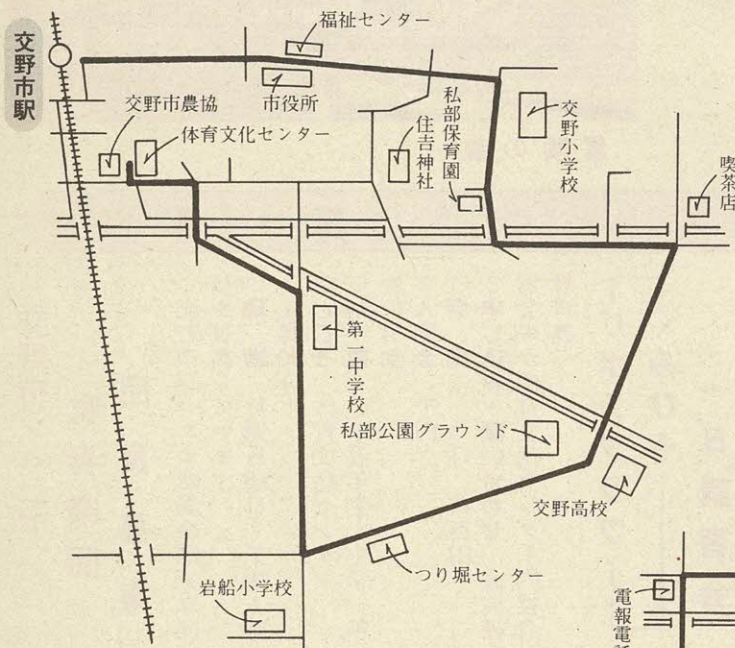 交野市駅
福祉センター
市役所
交野市農協
体育文化センター
住吉神社
私部保育園
交野小学校
喫茶店
第一中学校
私部公園グラウンド
交野高校
つり堀センター
岩船小学校
電報電話